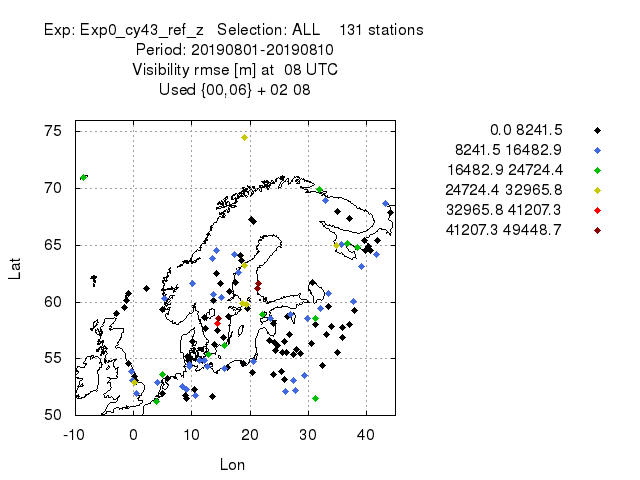 Exp: Exp0_cy43_ref_z   Selection: ALL    131 stations
Period: 20190801-20190810
Visibility rmse [m] at  08 UTC
Used {00,06} + 02 08
0.0 8241.5
8241.5 16482.9
16482.9 24724.4
24724.4 32965.8
32965.8 41207.3
41207.3 49448.7
75
70
65
60
55
50
Lat
-10 0 10 20 30 40
Lon